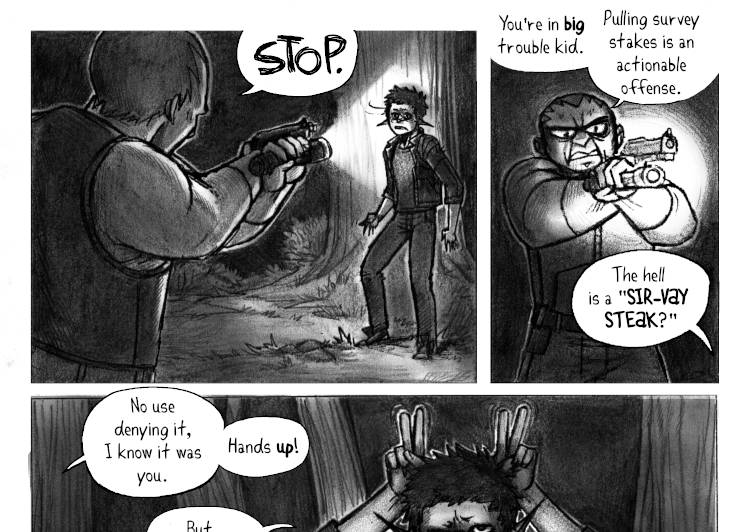 STOP.
You're in big
trouble kid.
Pulling survey
stakes is an
actionable
offense.
The hell
is a "SIR-VAY
STEAK?"
No use
denying it,
I know it was
you.
Hands up!
But